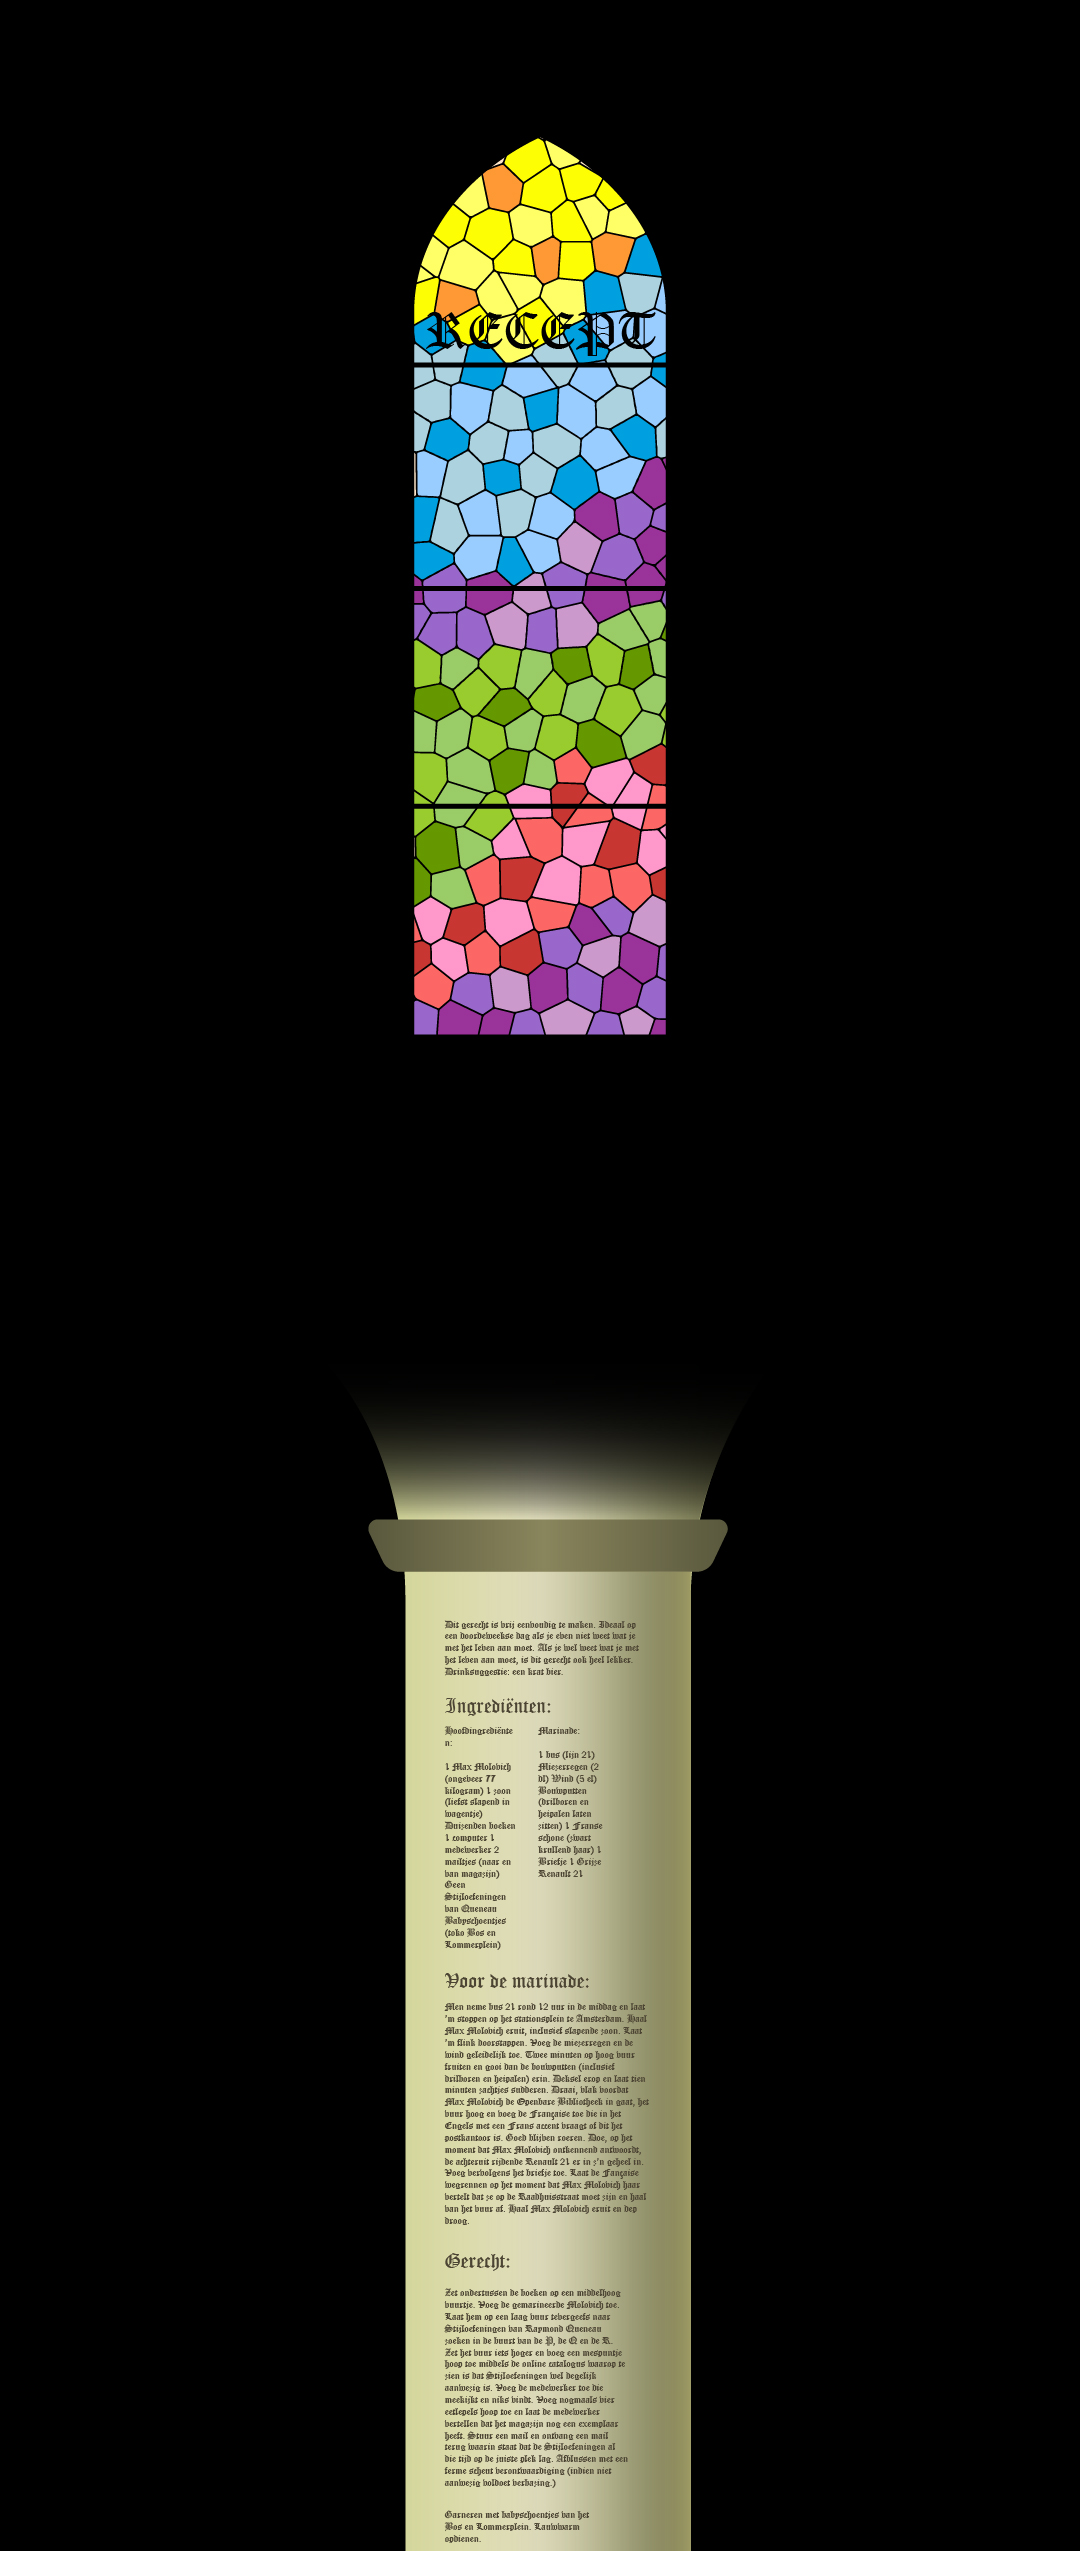 RECEPT
Dit gerecht is vrij eenvoudig te maken. Ideaal op
een doordeweekse dag als je even niet weet wat je
met het leven aan moet. Als je wel weet wat je met
het leven aan moet, is dit gerecht ook heel lekker.
Drinksuggestie: een krat bier.
Ingrediënten:
Hoofdingrediënte
n:
1 Max Molovich
(ongeveer 77
kilogram) 1 zoon
(liefst slapend in
wagentje)
Duizenden boeken
1 computer 1
medewerker 2
mailtjes (naar en
van magazijn)
Geen
Stijloefeningen
van Queneau
Babyschoentjes
(toko Bos en
Lommerplein)
Marinade:
1 bus (lijn 21)
Miezerregen (2
dl) Wind (5 el)
Bouwputten
(drilboren en
heipalen laten
zitten) 1 Franse
schone (zwart
krullend haar) 1
Briefje 1 Grijze
Renault 21
Voor de marinade:
Men neme bus 21 rond 12 uur in de middag en laat
'm stoppen op het stationsplein te Amsterdam. Haal
Max Molovich eruit, inclusief slapende zoon. Laat
'm flink doorstappen. Voeg de miezerregen en de
wind geleidelijk toe. Twee minuten op hoog vuur
fruiten en gooi dan de bouwputten (inclusief
drilboren en heipalen) erin. Deksel erop en laat tien
minuten zachtjes sudderen. Draai, vlak voordat
Max Molovich de Openbare Bibliotheek in gaat, het
vuur hoog en voeg de Française toe die in het
Engels met een Frans accent vraagt of dit het
postkantoor is. Goed blijven roeren. Doe, op het
moment dat Max Molovich ontkennend antwoordt,
de achteruit rijdende Renault 21 er in z'n geheel in.
Voeg vervolgens het briefje toe. Laat de Fançaise
wegrennen op het moment dat Max Molovich haar
vertelt dat ze op de Raadhuisstraat moet zijn en haal
van het vuur af. Haal Max Molovich eruit en dep
droog.
Gerecht:
Zet ondertussen de boeken op een middelhoog
vuurtje. Voeg de gemarineerde Molovich toe.
Laat hem op een laag vuur tevergeefs naar
Stijloefeningen van Raymond Queneau
zoeken in de buurt van de P, de Q en de R.
Zet het vuur iets hoger en voeg een mespuntje
hoop toe middels de online catalogus waarop te
zien is dat Stijloefeningen wel degelijk
aanwezig is. Voeg de medewerker toe die
meekijkt en niks vindt. Voeg nogmaals vier
eetlepels hoop toe en laat de medewerker
vertellen dat het magazijn nog een exemplaar
heeft. Stuur een mail en ontvang een mail
terug waarin staat dat de Stijloefeningen al
die tijd op de juiste plek lag. Afblussen met een
ferme scheut verontwaardiging (indien niet
aanwezig voldoet verbazing.)
Garneren met babyschoentjes van het
Bos en Lommerplein. Lauwwarm
opdienen.